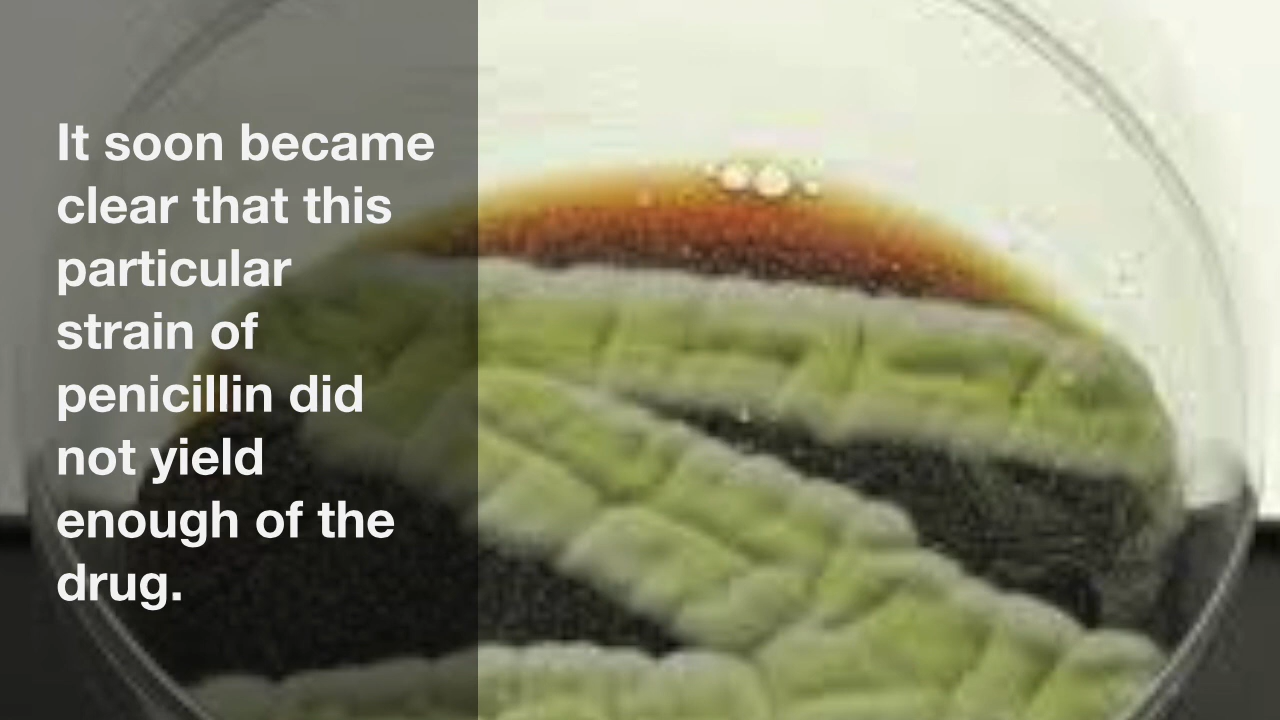 It soon became
clear that this
particular
strain of
penicillin did
not yield
enough of the
drug.